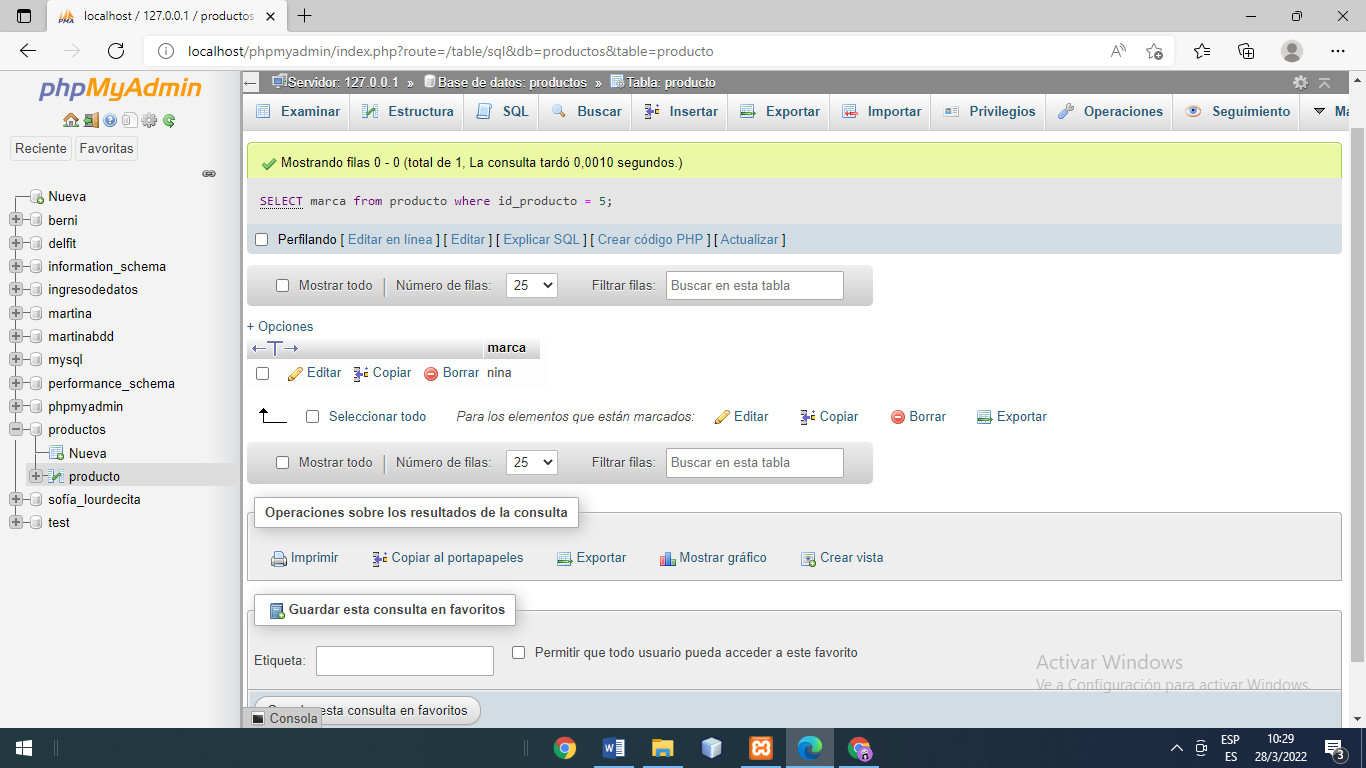 localhost / 127.0.0.1 / productos
localhost/phpmyadmin/index.php?route=/table/sql&db=productos&table=producto
phpMyAdmin
Reciente Favoritas
Nueva
berni
delfit
information_schema
ingresodedatos
martina
martinabdd
mysql
performance_schema
phpmyadmin
productos
Nueva
producto
sofía_lourdecita
test
Servidor: 127.0.0.1 » Base de datos: productos » Tabla: producto
Examinar Estructura SQL Buscar Insertar Exportar Importar Privilegios Operaciones Seguimiento
Mostrando filas 0 - 0 (total de 1, La consulta tardó 0,0010 segundos.)
SELECT marca from producto where id_producto = 5;
Perfilando [ Editar en línea ] [ Editar ] [ Explicar SQL ] [ Crear código PHP ] [ Actualizar ]
Mostrar todo Número de filas: 25 Filtrar filas: Buscar en esta tabla
+ Opciones
←T→ marca
Editar Copiar Borrar nina
Seleccionar todo Para los elementos que están marcados: Editar Copiar Borrar Exportar
Mostrar todo Número de filas: 25 Filtrar filas: Buscar en esta tabla
Operaciones sobre los resultados de la consulta
Imprimir Copiar al portapapeles Exportar Mostrar gráfico Crear vista
Guardar esta consulta en favoritos
Etiqueta: Permitir que todo usuario pueda acceder a este favorito
esta consulta en favoritos
Consola
Activar Windows
Ve a Configuración para activar Windows.
ESP
ES
10:29
28/3/2022
3